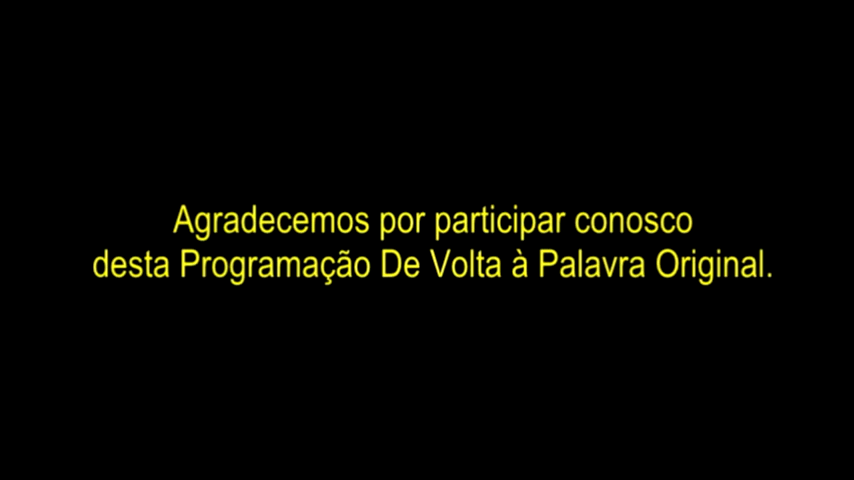 Agradecemos por participar conosco
desta Programação De Volta à Palavra Original.